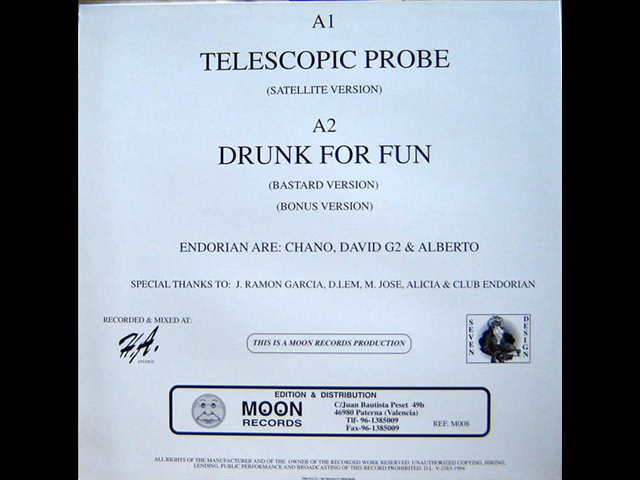 A1
TELESCOPIC PROBE
(SATELLITE VERSION)
A2
DRUNK FOR FUN
(BASTARD VERSION)
(BONUS VERSION)
ENDORIAN ARE: CHANO, DAVID G2 & ALBERTO
SPECIAL THANKS TO: J. RAMON GARCIA, D.LEM, M. JOSE, ALICIA & CLUB ENDORIAN
RECORDED & MIXED AT:
H.A.
STUDIOS
THIS IS A MOON RECORDS PRODUCTION
SEVEN
DESIGN
EDITION & DISTRIBUTION
MOON
RECORDS
C/Juan Bautista Peset 49b
46980 Paterna (Valencia)
Tlf- 96-1385009
Fax-96-1385009
REF. M008
ALL RIGHTS OF THE MANUFACTURER AND OF THE OWNER OF THE RECORDED WORK RESERVED. UNAUTHORIZED COPYING, HIRING,
LENDING, PUBLIC PERFORMANCE AND BROADCASTING OF THIS RECORD PROHIBITED. D.L. V-2385-1994